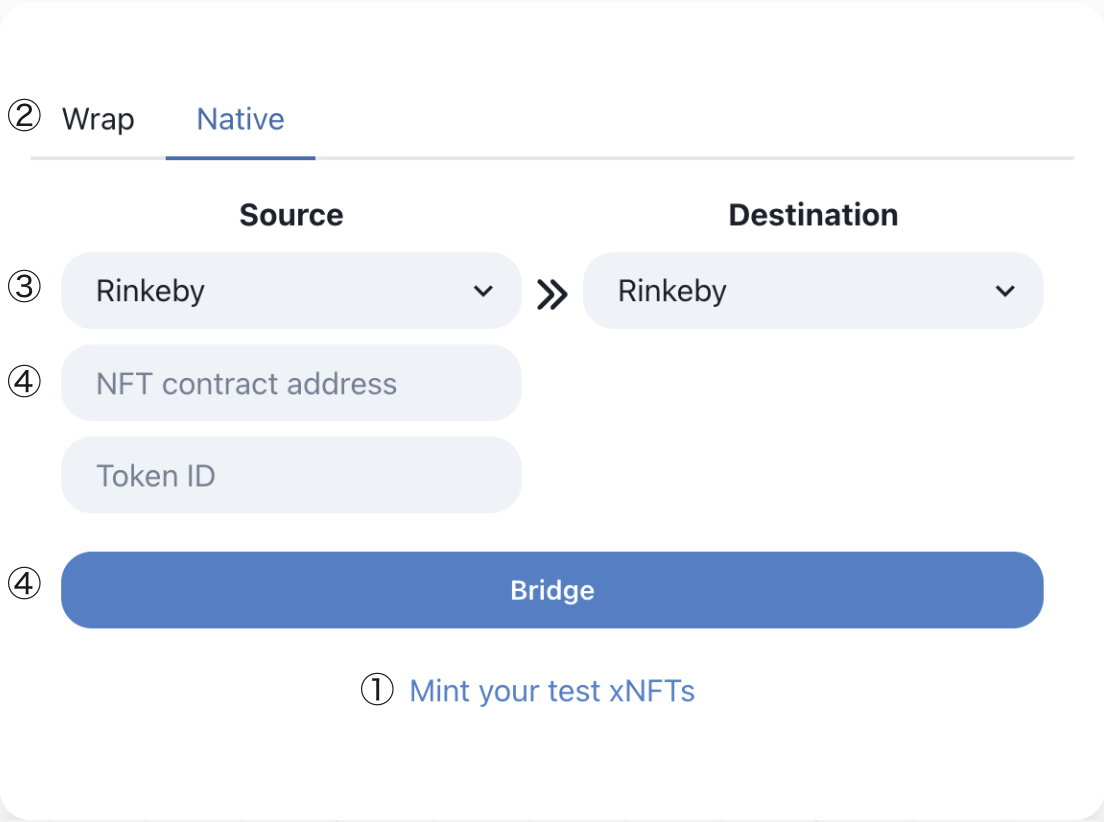 ② Wrap Native
Source Destination
③ Rinkeby Rinkeby
④ NFT contract address
Token ID
④ Bridge
① Mint your test xNFTs